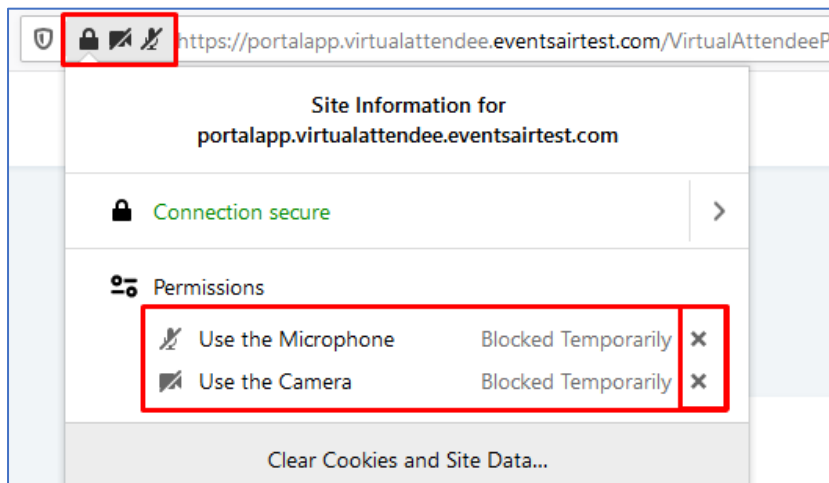 https://portalapp.virtualattendee.eventsairtest.com/VirtualAttendeeP
Site Information for
portalapp.virtualattendee.eventsairtest.com
Connection secure
Permissions
Use the Microphone Blocked Temporarily
Use the Camera Blocked Temporarily
Clear Cookies and Site Data...